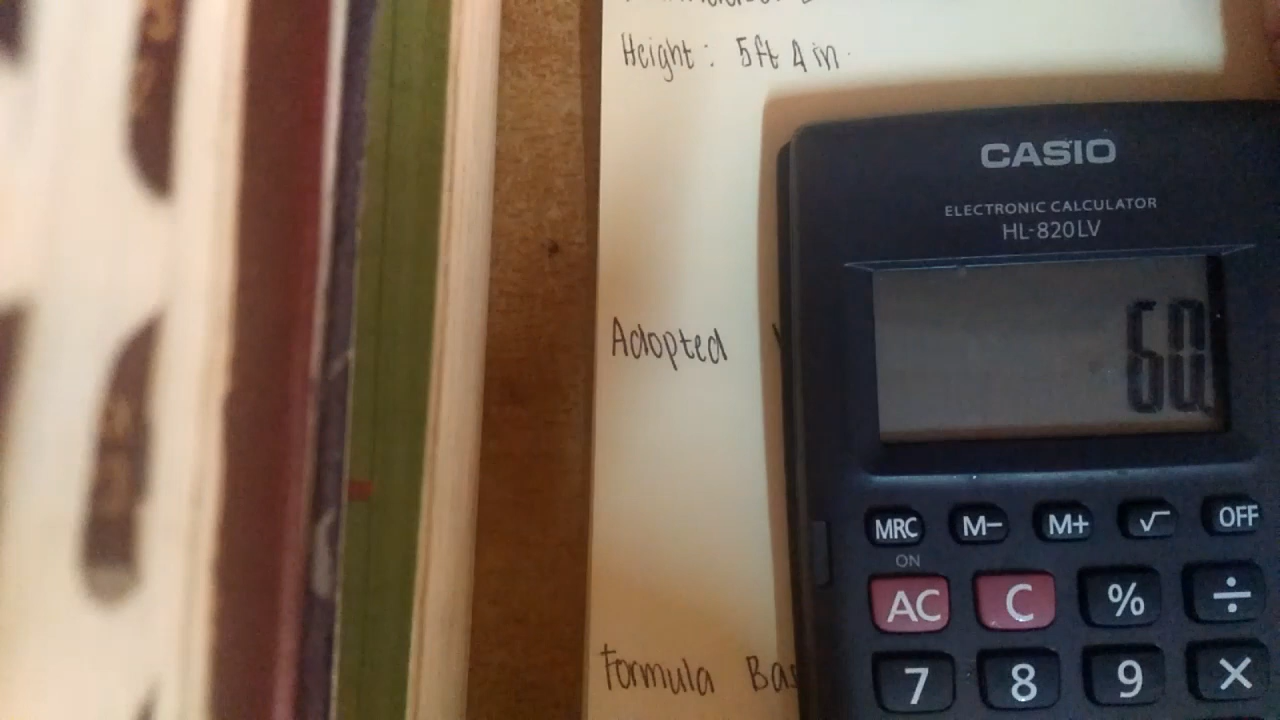 Height: 5ft 4 in.
CASIO
ELECTRONIC CALCULATOR
HL-820LV
60.
Adopted
MRC M− M+ √ OFF
ON
AC C % ÷
Formula Bas
7 8 9 ×